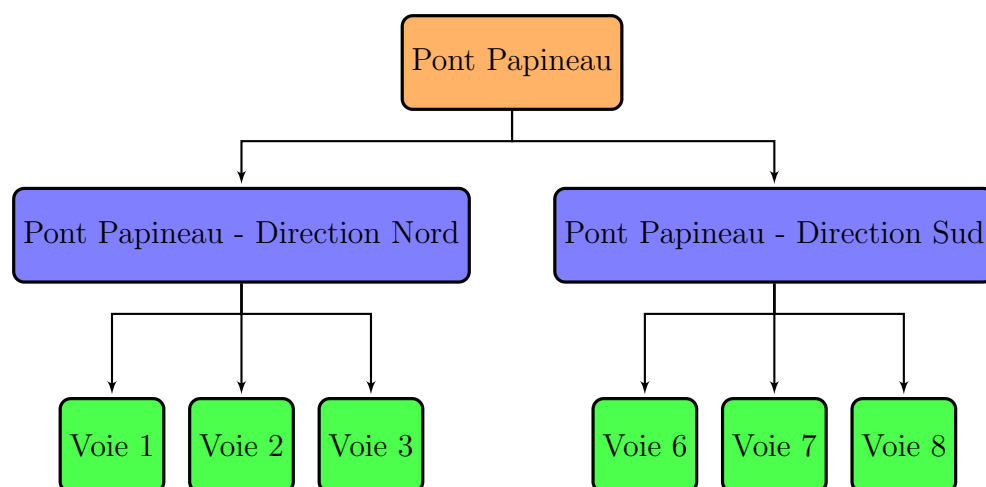 Pont Papineau
Pont Papineau - Direction Nord
Pont Papineau - Direction Sud
Voie 1
Voie 2
Voie 3
Voie 6
Voie 7
Voie 8